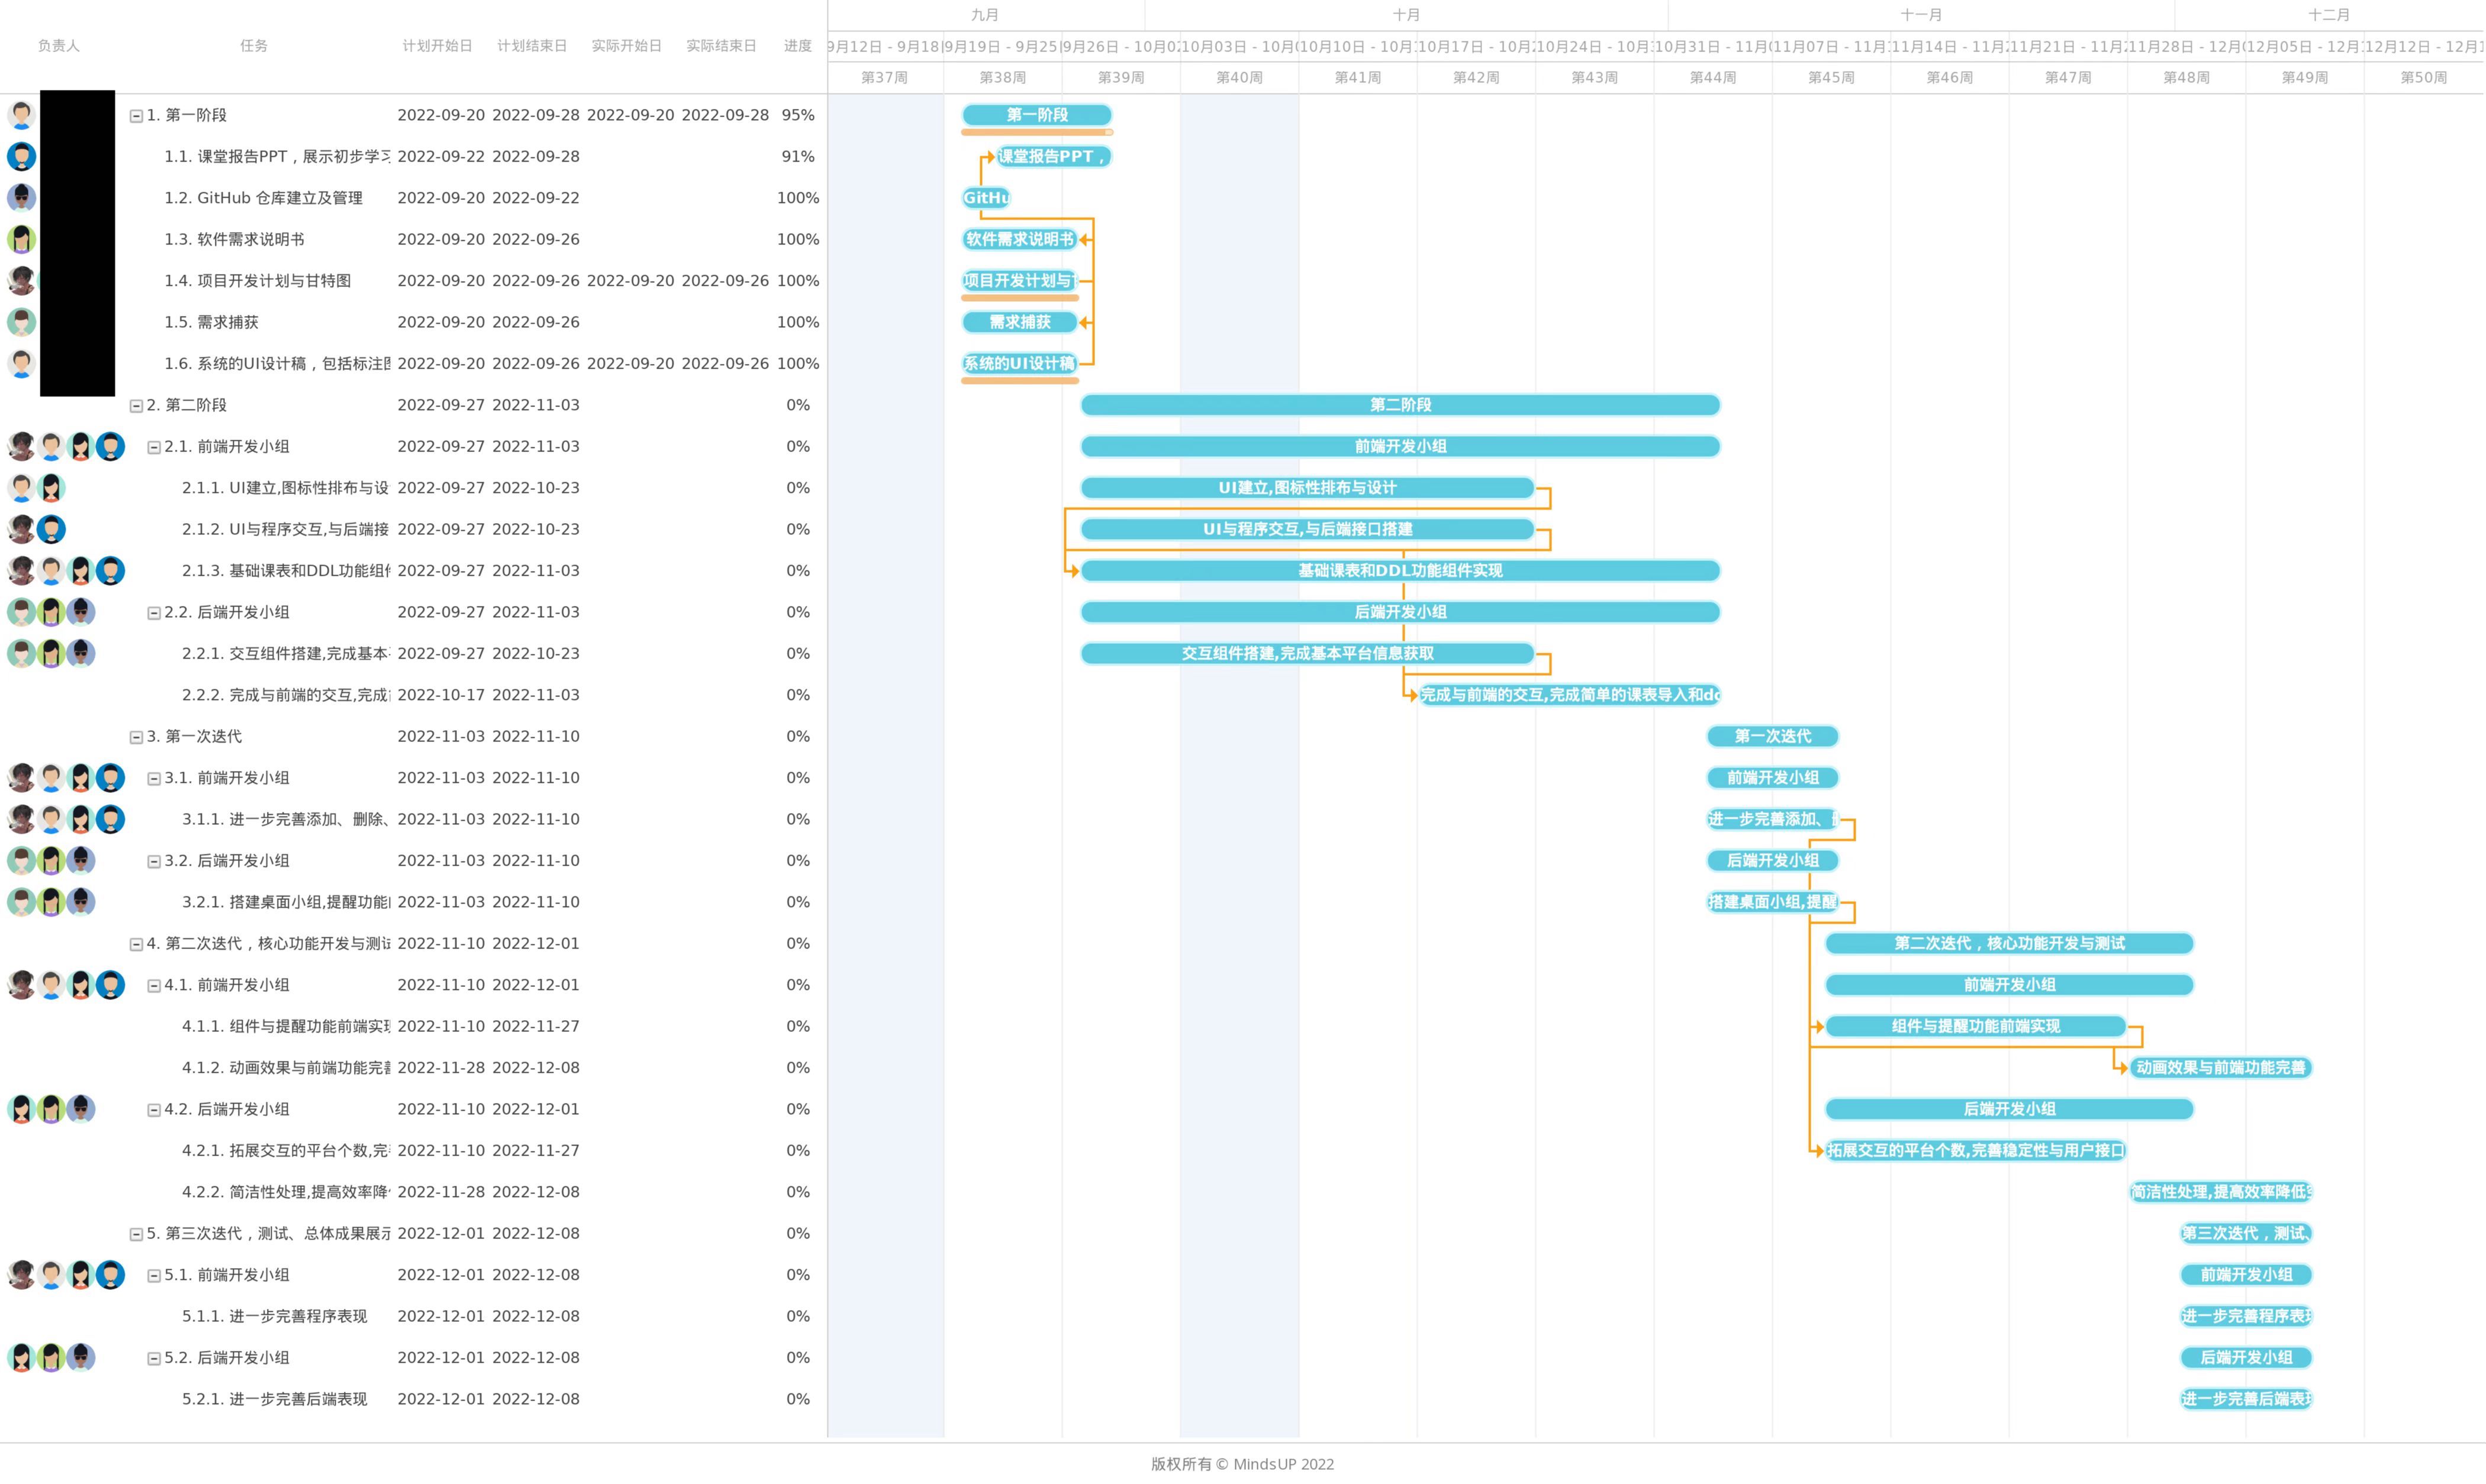 九月 十月 十一月 十二月
负责人 任务 计划开始日 计划结束日 实际开始日 实际结束日 进度 9月12日 - 9月18 9月19日 - 9月25 9月26日 - 10月0 10月03日 - 10月 10月10日 - 10月 10月17日 - 10月 10月24日 - 10月 10月31日 - 11月 11月07日 - 11月 11月14日 - 11月 11月21日 - 11月 11月28日 - 12月 12月05日 - 12月 12月12日 - 12月
第37周 第38周 第39周 第40周 第41周 第42周 第43周 第44周 第45周 第46周 第47周 第48周 第49周 第50周
1. 第一阶段 2022-09-20 2022-09-28 2022-09-20 2022-09-28 95% 第一阶段
1.1. 课堂报告PPT，展示初步学习 2022-09-22 2022-09-28 91% 课堂报告PPT，
1.2. GitHub 仓库建立及管理 2022-09-20 2022-09-22 100% GitHu
1.3. 软件需求说明书 2022-09-20 2022-09-26 100% 软件需求说明书
1.4. 项目开发计划与甘特图 2022-09-20 2022-09-26 2022-09-20 2022-09-26 100% 项目开发计划与
1.5. 需求捕获 2022-09-20 2022-09-26 100% 需求捕获
1.6. 系统的UI设计稿，包括标注图 2022-09-20 2022-09-26 2022-09-20 2022-09-26 100% 系统的UI设计稿
2. 第二阶段 2022-09-27 2022-11-03 0% 第二阶段
2.1. 前端开发小组 2022-09-27 2022-11-03 0% 前端开发小组
2.1.1. UI建立,图标性排布与设 2022-09-27 2022-10-23 0% UI建立,图标性排布与设计
2.1.2. UI与程序交互,与后端接 2022-09-27 2022-10-23 0% UI与程序交互,与后端接口搭建
2.1.3. 基础课表和DDL功能组件 2022-09-27 2022-11-03 0% 基础课表和DDL功能组件实现
2.2. 后端开发小组 2022-09-27 2022-11-03 0% 后端开发小组
2.2.1. 交互组件搭建,完成基本 2022-09-27 2022-10-23 0% 交互组件搭建,完成基本平台信息获取
2.2.2. 完成与前端的交互,完成 2022-10-17 2022-11-03 0% 完成与前端的交互,完成简单的课表导入和dd
3. 第一次迭代 2022-11-03 2022-11-10 0% 第一次迭代
3.1. 前端开发小组 2022-11-03 2022-11-10 0% 前端开发小组
3.1.1. 进一步完善添加、删除、 2022-11-03 2022-11-10 0% 进一步完善添加、
3.2. 后端开发小组 2022-11-03 2022-11-10 0% 后端开发小组
3.2.1. 搭建桌面小组,提醒功能 2022-11-03 2022-11-10 0% 搭建桌面小组,提醒
4. 第二次迭代，核心功能开发与测试 2022-11-10 2022-12-01 0% 第二次迭代，核心功能开发与测试
4.1. 前端开发小组 2022-11-10 2022-12-01 0% 前端开发小组
4.1.1. 组件与提醒功能前端实现 2022-11-10 2022-11-27 0% 组件与提醒功能前端实现
4.1.2. 动画效果与前端功能完善 2022-11-28 2022-12-08 0% 动画效果与前端功能完善
4.2. 后端开发小组 2022-11-10 2022-12-01 0% 后端开发小组
4.2.1. 拓展交互的平台个数,完 2022-11-10 2022-11-27 0% 拓展交互的平台个数,完善稳定性与用户接口
4.2.2. 简洁性处理,提高效率降 2022-11-28 2022-12-08 0% 简洁性处理,提高效率降低
5. 第三次迭代，测试、总体成果展示 2022-12-01 2022-12-08 0% 第三次迭代，测试、
5.1. 前端开发小组 2022-12-01 2022-12-08 0% 前端开发小组
5.1.1. 进一步完善程序表现 2022-12-01 2022-12-08 0% 进一步完善程序表现
5.2. 后端开发小组 2022-12-01 2022-12-08 0% 后端开发小组
5.2.1. 进一步完善后端表现 2022-12-01 2022-12-08 0% 进一步完善后端表现
版权所有 © MindsUP 2022